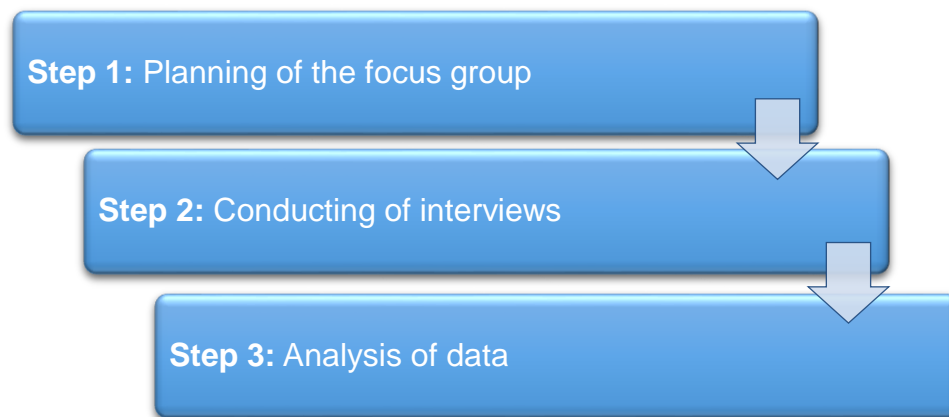 Step 1: Planning of the focus group
Step 2: Conducting of interviews
Step 3: Analysis of data